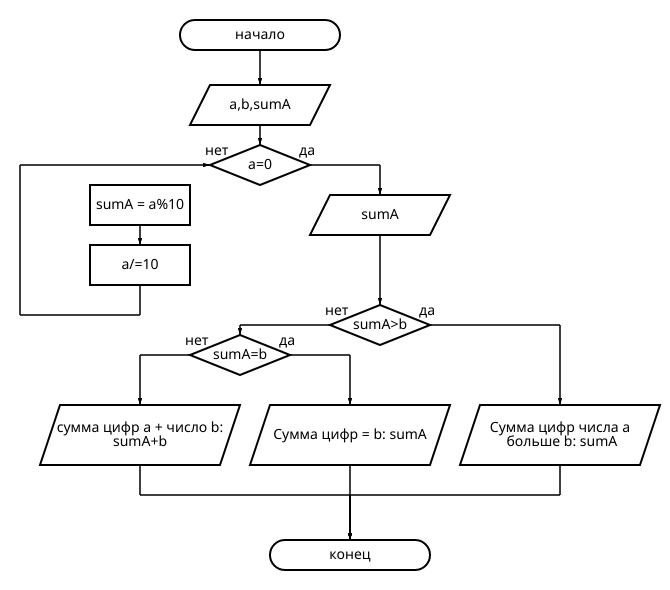 начало
a,b,sumA
нет
да
a=0
sumA = a%10
sumA
a/=10
нет
да
sumA>b
нет
да
sumA=b
сумма цифр a + число b:
sumA+b
Сумма цифр = b: sumA
Сумма цифр числа a
больше b: sumA
конец